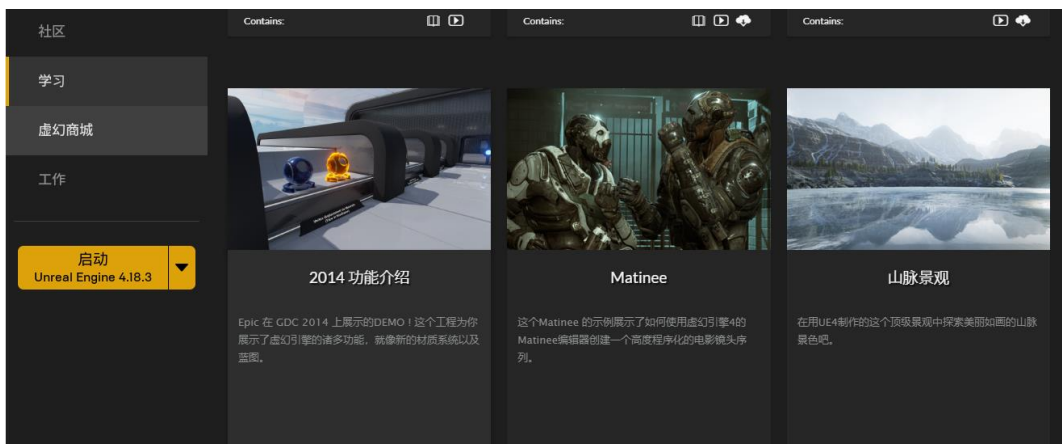 社区
学习
虚幻商城
工作
启动
Unreal Engine 4.18.3
Contains:
Contains:
Contains:
2014 功能介绍
Epic 在 GDC 2014 上展示的DEMO！这个工程为你
展示了虚幻引擎的诸多功能，就像新的材质系统以及
蓝图。
Matinee
这个Matinee 的示例展示了如何使用虚幻引擎4的
Matinee编辑器创建一个高度程序化的电影镜头序
列。
山脉景观
在用UE4制作的这个顶级景观中探索美丽如画的山脉
景色吧。